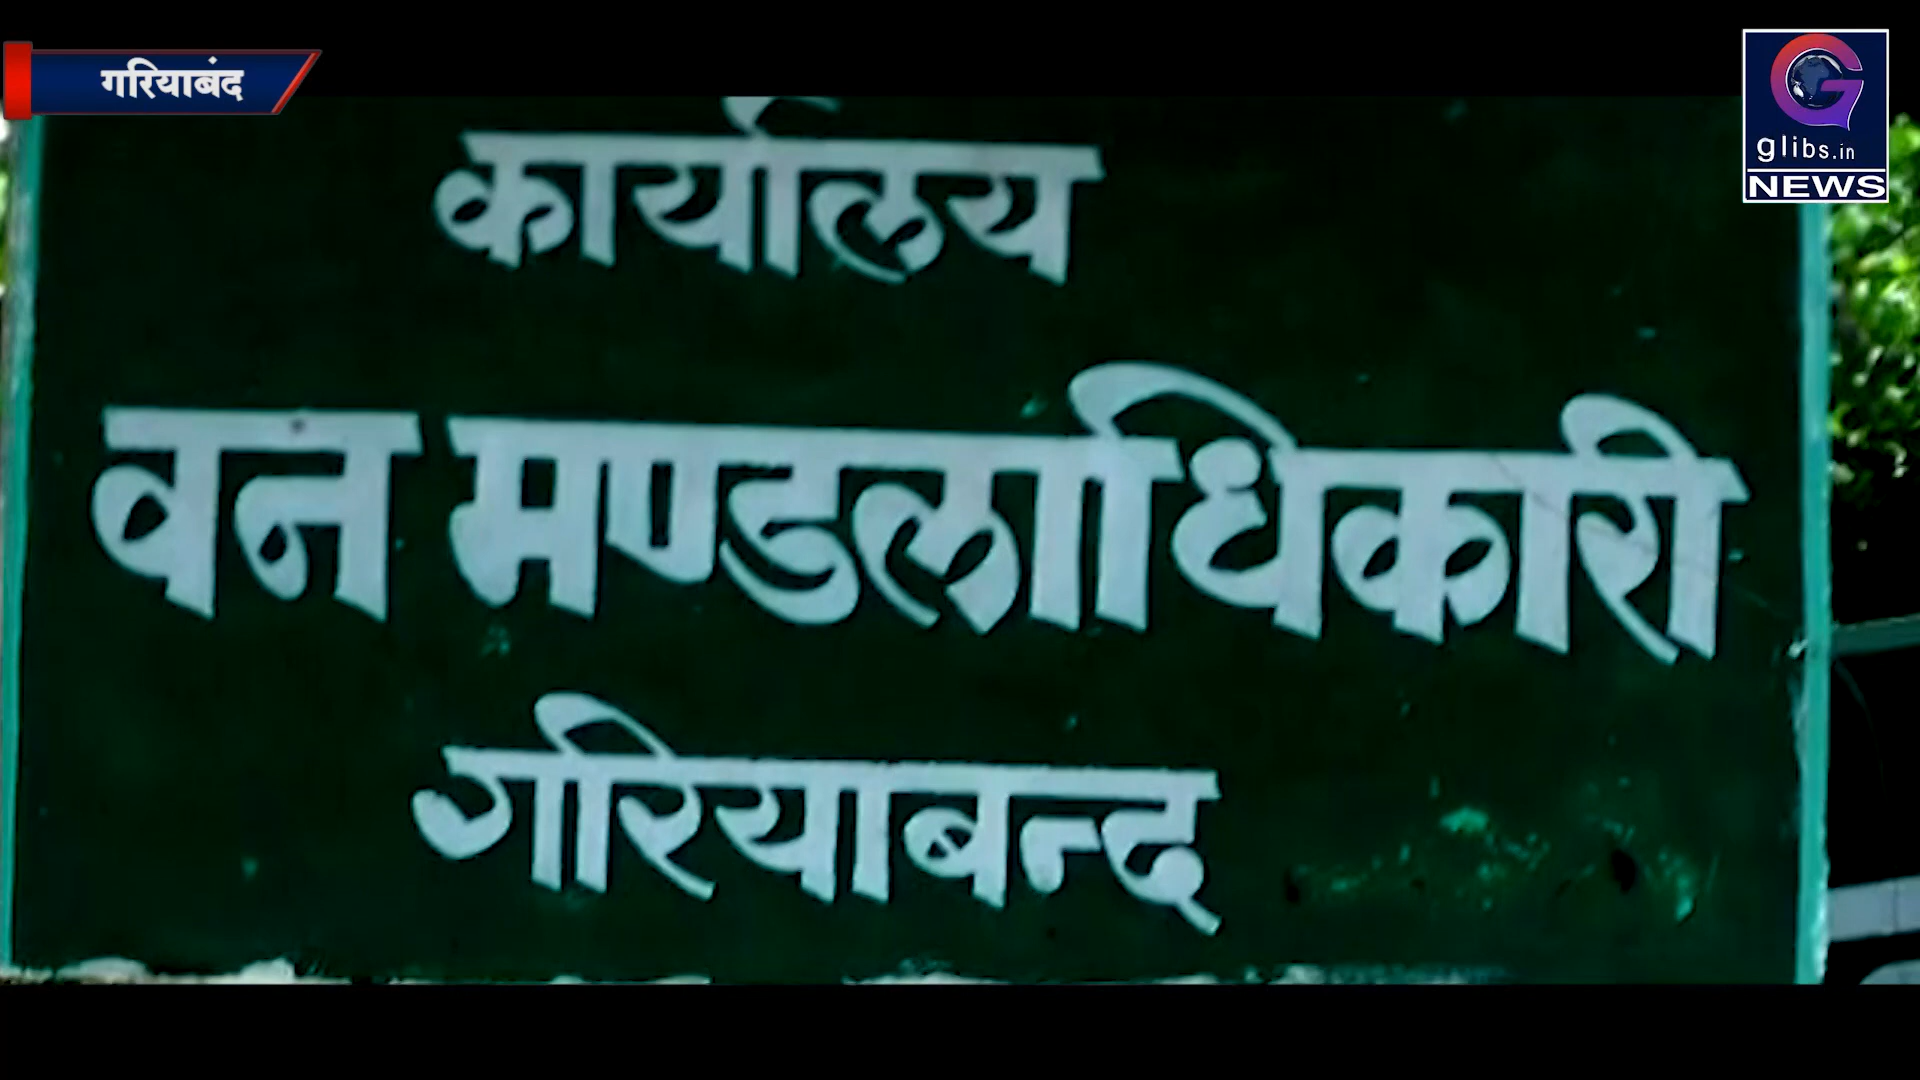 गरियाबंद
glibs.in
NEWS
कार्यालय
वन मण्डलाधिकारी
गरियाबन्द